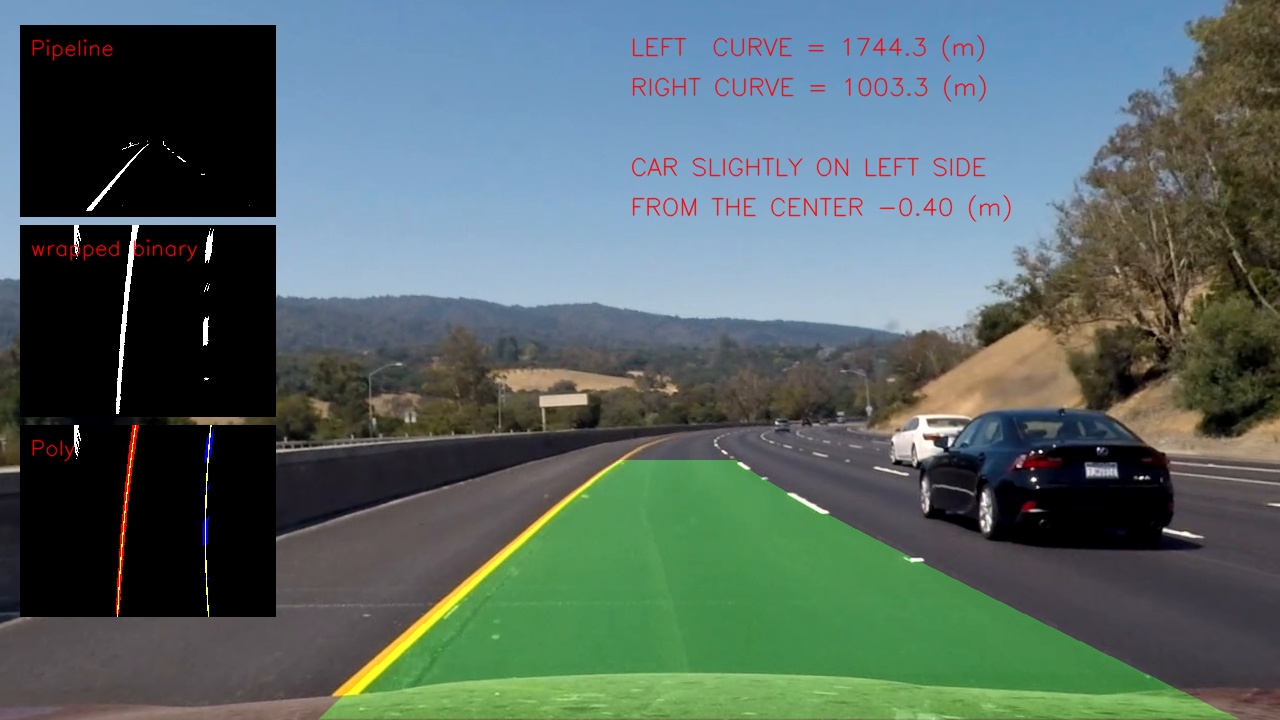 Pipeline
LEFT CURVE = 1744.3 (m)
RIGHT CURVE = 1003.3 (m)
CAR SLIGHTLY ON LEFT SIDE
FROM THE CENTER -0.40 (m)
wrapped binary
Poly